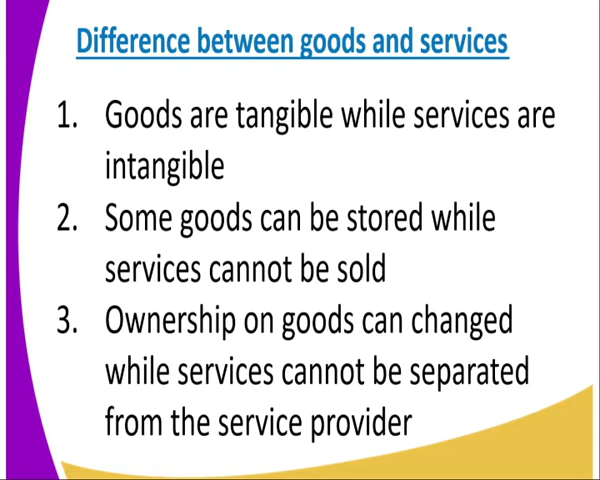 Difference between goods and services
1. Goods are tangible while services are
intangible
2. Some goods can be stored while
services cannot be sold
3. Ownership on goods can changed
while services cannot be separated
from the service provider